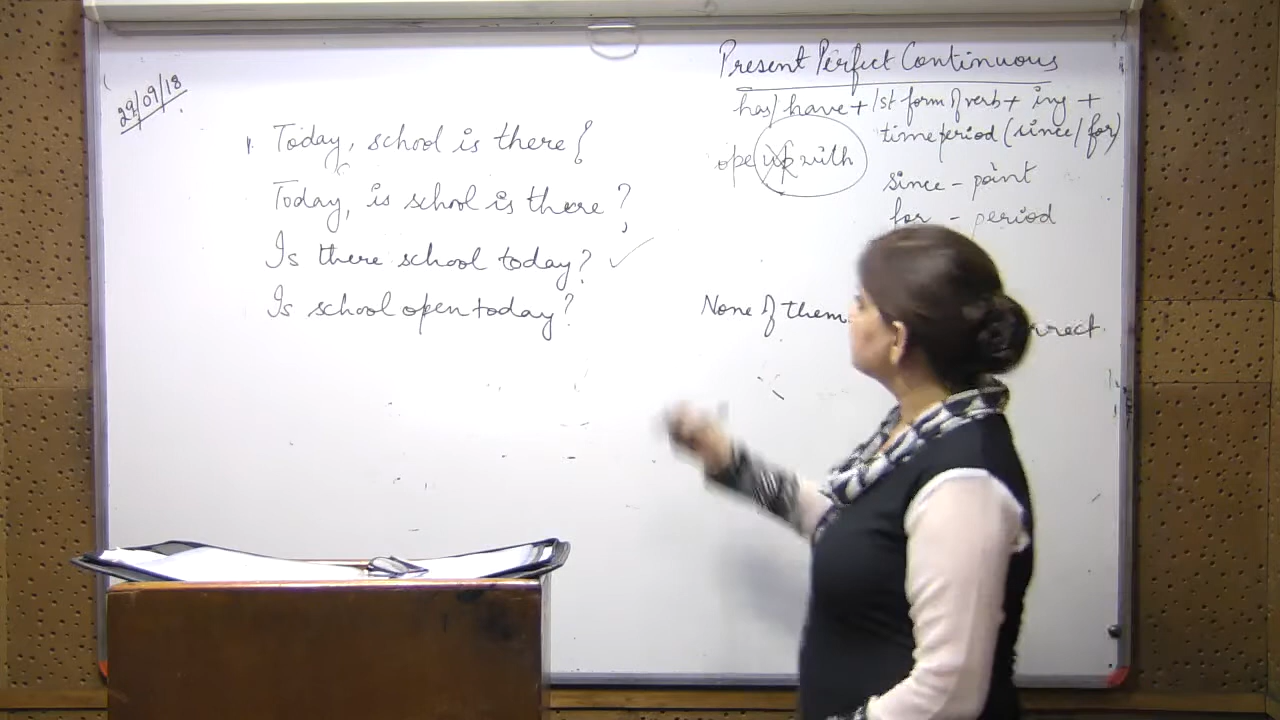 29/09/18
1. Today, school is there?
Today, is school is there?
Is there school today? ✓
Is school open today?
Present Perfect Continuous
has/have + 1st form of verb + ing +
time period (since/for)
ope up with
since - point
for - period
None of them